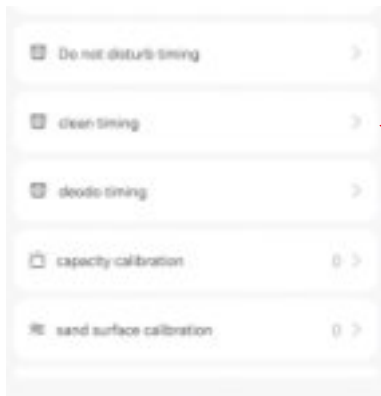 Do not disturb timing
clean timing
deodo timing
capacity calibration 0
sand surface calibration 0